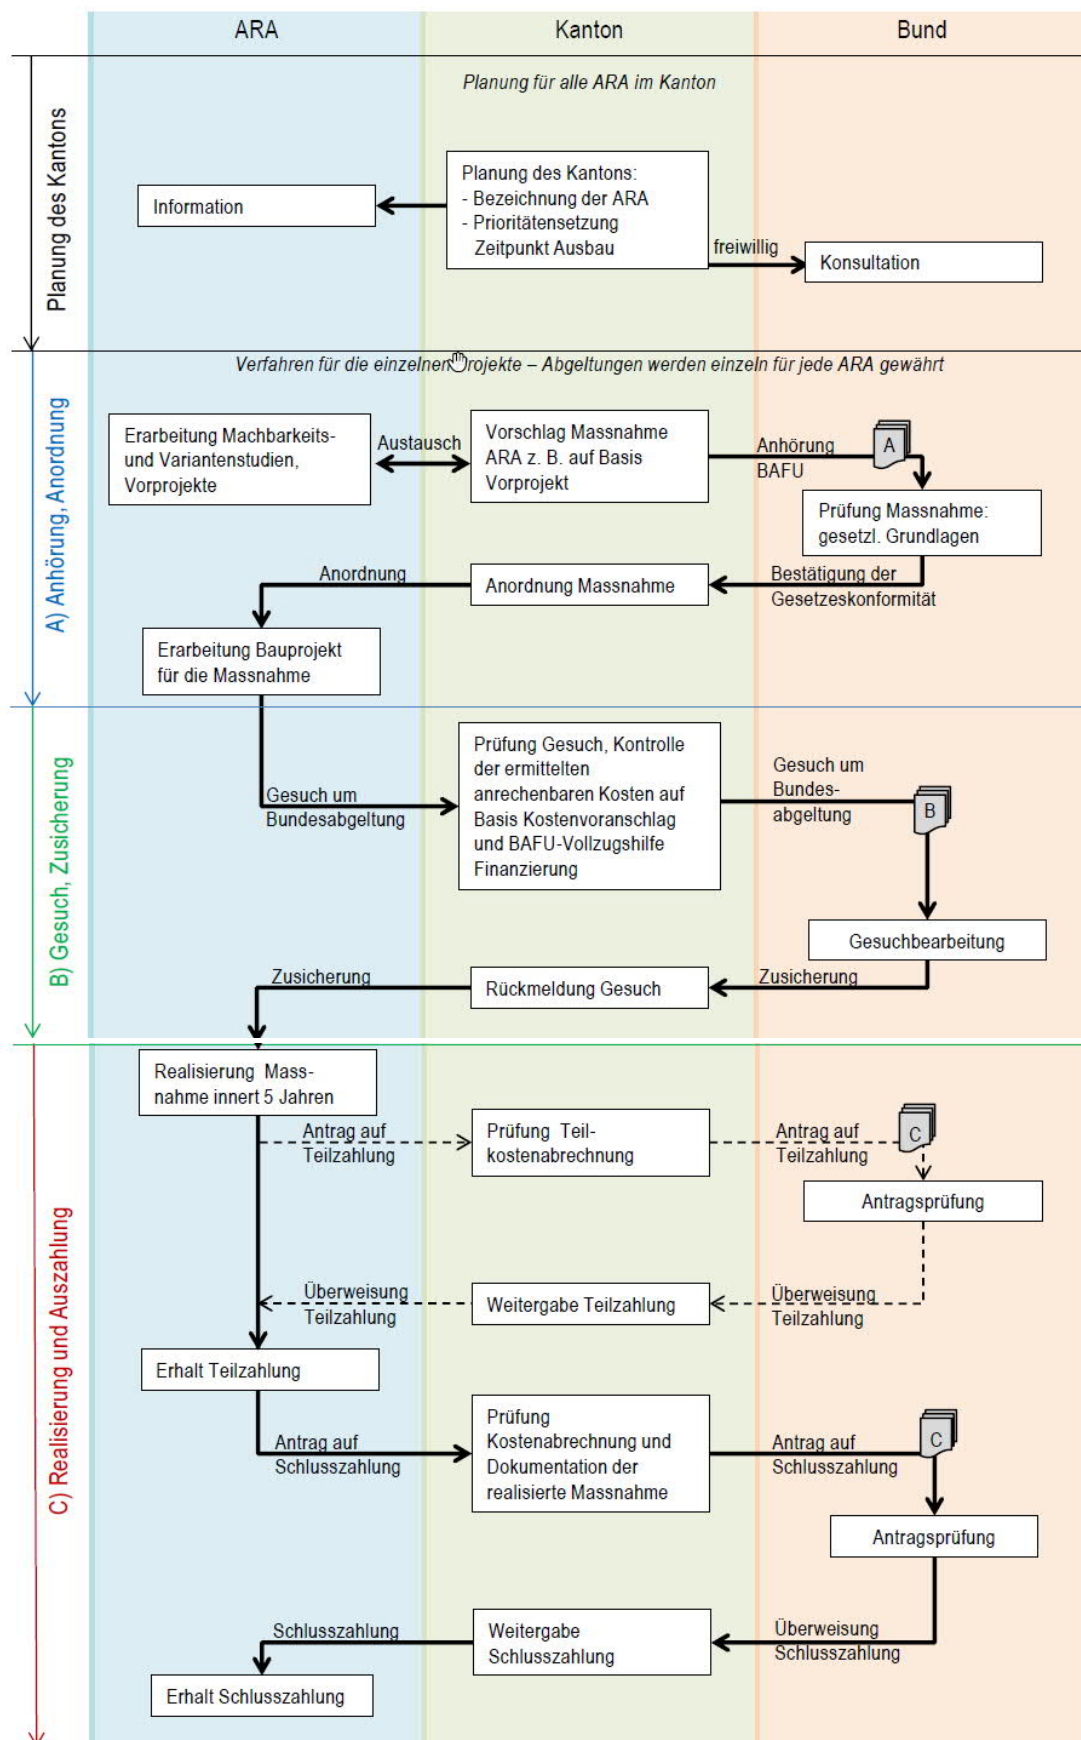 ARA
Kanton
Bund
Planung des Kantons
Planung für alle ARA im Kanton
Planung des Kantons:
- Bezeichnung der ARA
- Prioritätensetzung
Zeitpunkt Ausbau
Information
freiwillig
Konsultation
A) Anhörung, Anordnung
Verfahren für die einzelnen Projekte – Abgeltungen werden einzeln für jede ARA gewährt
Erarbeitung Machbarkeits-
und Variantenstudien,
Vorprojekte
Austausch
Vorschlag Massnahme
ARA z. B. auf Basis
Vorprojekt
Anhörung
BAFU
A
Prüfung Massnahme:
gesetzl. Grundlagen
Bestätigung der
Gesetzeskonformität
Anordnung Massnahme
Anordnung
Erarbeitung Bauprojekt
für die Massnahme
B) Gesuch, Zusicherung
Gesuch um
Bundesabgeltung
Prüfung Gesuch, Kontrolle
der ermittelten
anrechenbaren Kosten auf
Basis Kostenvoranschlag
und BAFU-Vollzugshilfe
Finanzierung
Gesuch um
Bundes-
abgeltung
B
Gesuchbearbeitung
Zusicherung
Rückmeldung Gesuch
Zusicherung
C) Realisierung und Auszahlung
Realisierung Mass-
nahme innert 5 Jahren
Antrag auf
Teilzahlung
Prüfung Teil-
kostenabrechnung
Antrag auf
Teilzahlung
C
Antragsprüfung
Überweisung
Teilzahlung
Weitergabe Teilzahlung
Überweisung
Teilzahlung
Erhalt Teilzahlung
Antrag auf
Schlusszahlung
Prüfung
Kostenabrechnung und
Dokumentation der
realisierte Massnahme
Antrag auf
Schlusszahlung
C
Antragsprüfung
Überweisung
Schlusszahlung
Weitergabe
Schlusszahlung
Schlusszahlung
Erhalt Schlusszahlung